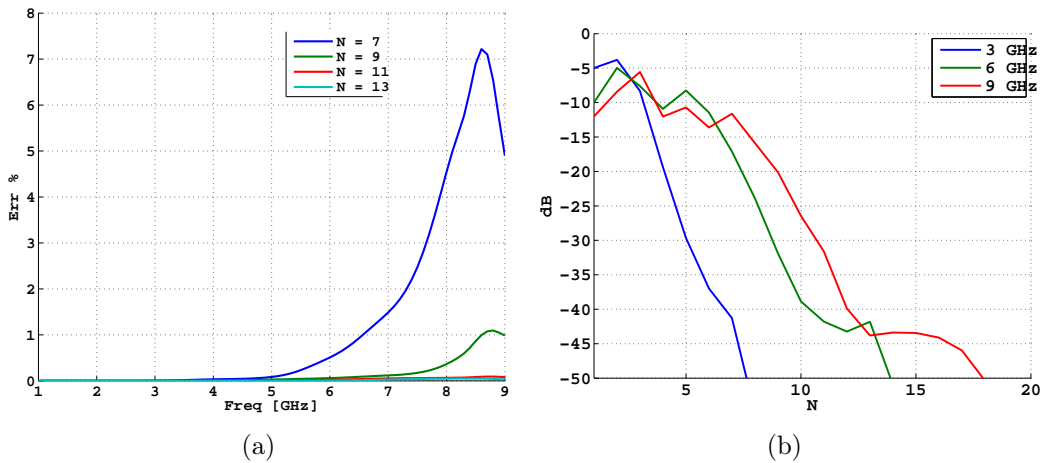 8
7
6
5
4
3
2
1
0
Err %
N = 7
N = 9
N = 11
N = 13
1 2 3 4 5 6 7 8 9
Freq [GHz]
(a)
0
−5
−10
−15
−20
−25
−30
−35
−40
−45
−50
dB
3 GHz
6 GHz
9 GHz
5 10 15 20
N
(b)